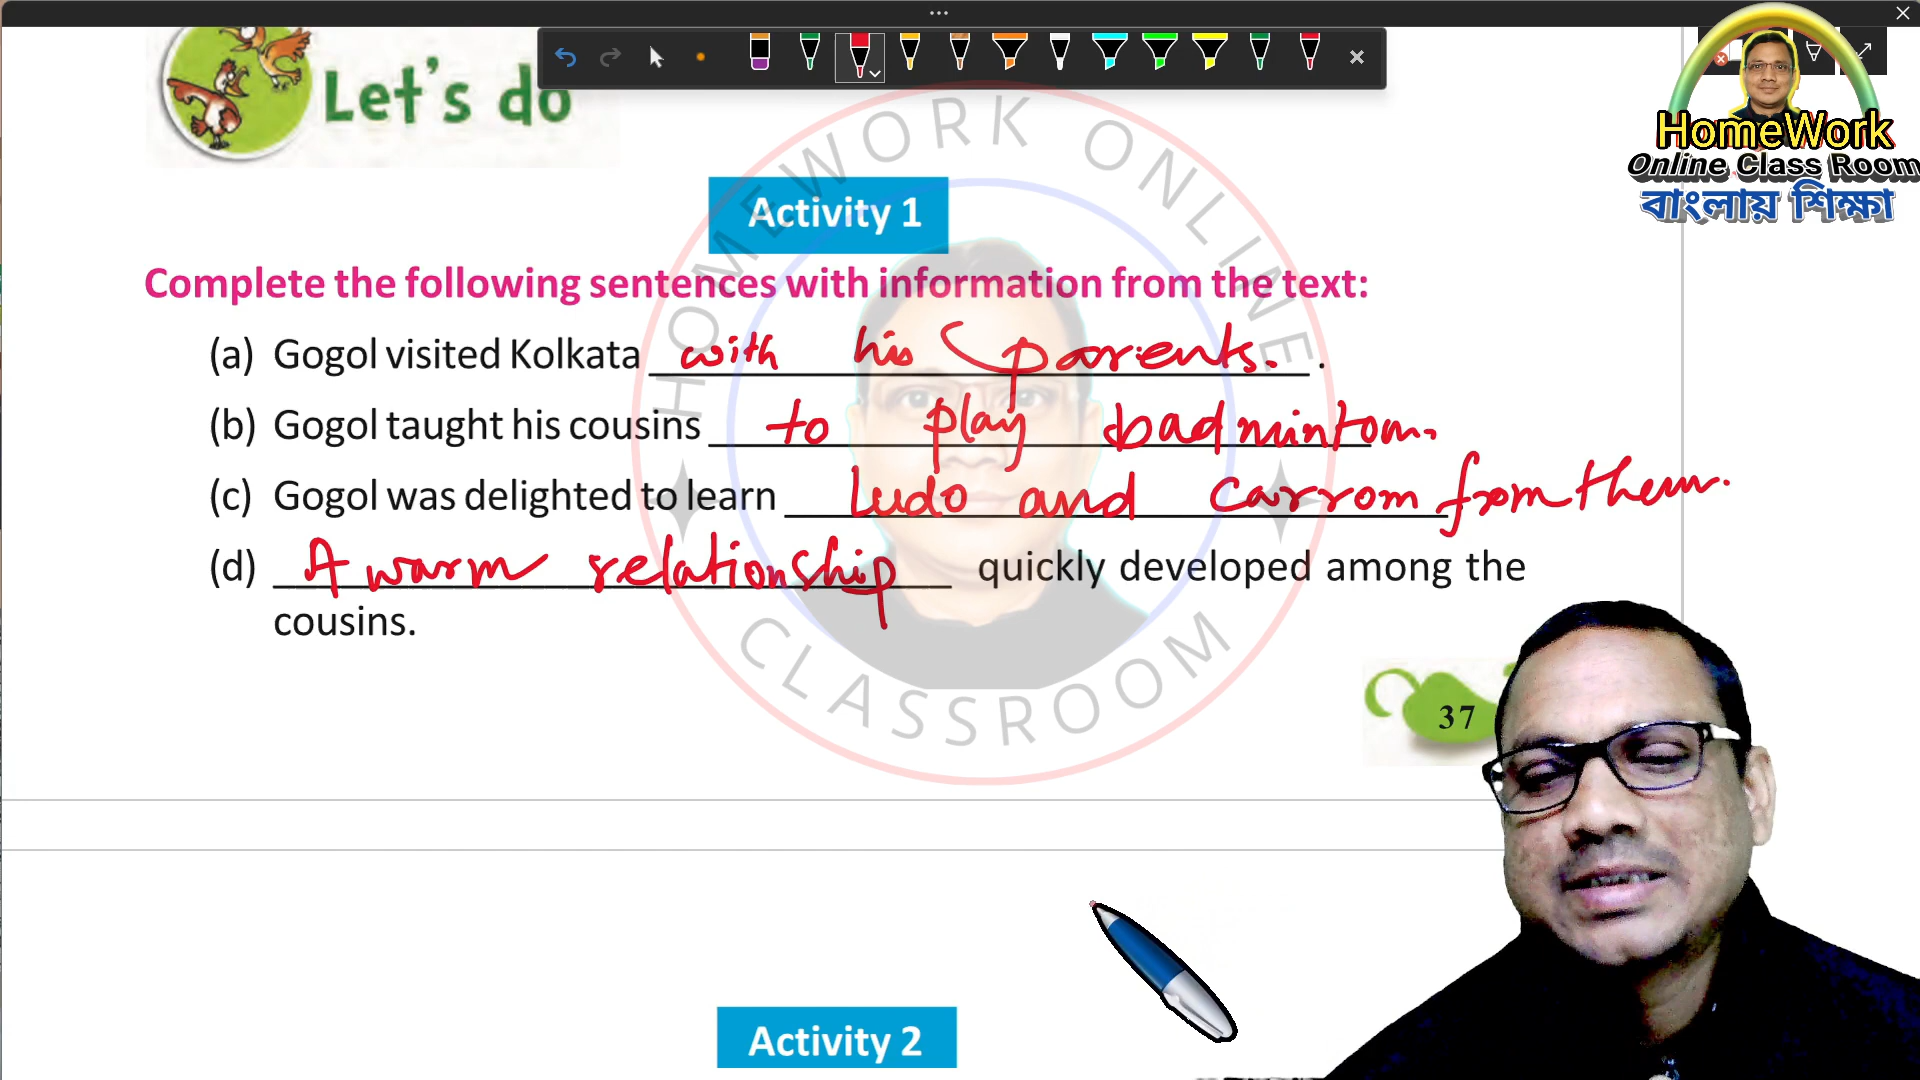 Let's do
HomeWork
Online Class Room
বাংলায় শিক্ষা
HOMEWORK ONLINE
CLASSROOM
Activity 1
Complete the following sentences with information from the text:
(a) Gogol visited Kolkata with his parents. .
(b) Gogol taught his cousins to play badminton.
(c) Gogol was delighted to learn Ludo and carrom from them.
(d) A warm relationship quickly developed among the
cousins.
37
Activity 2